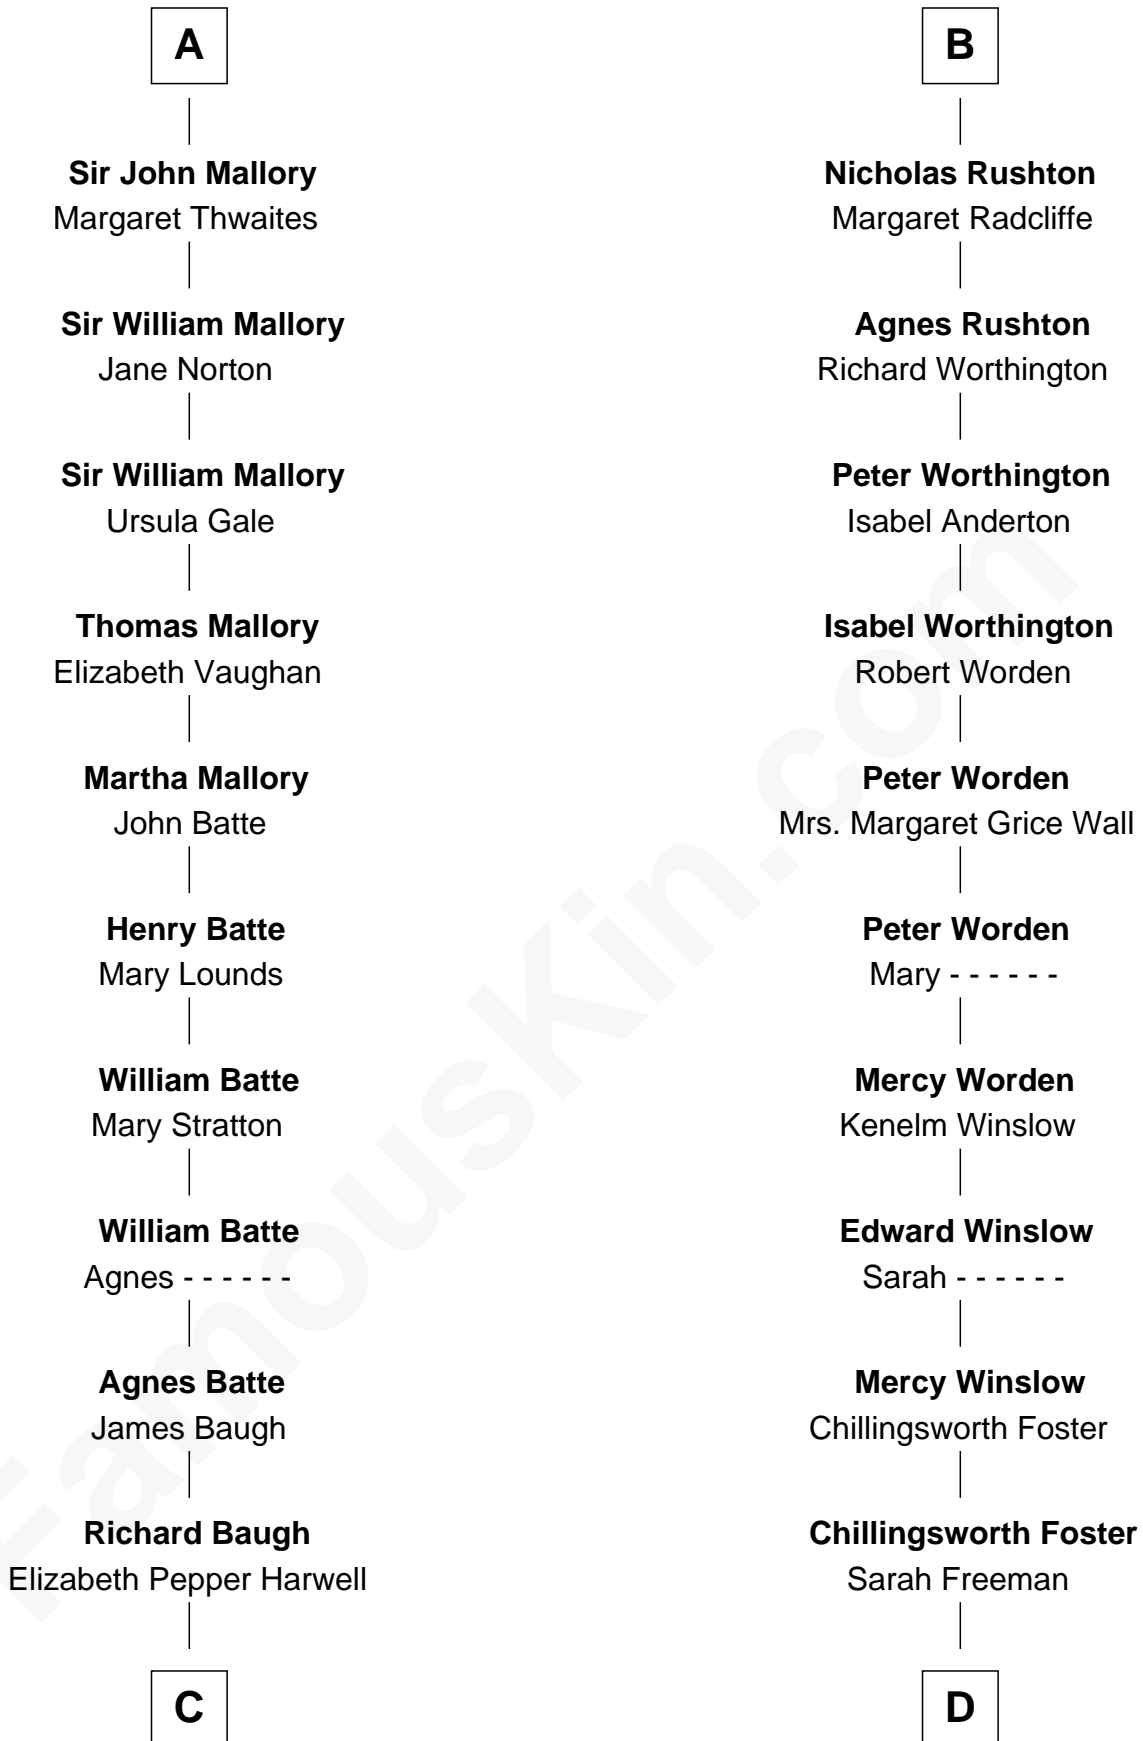 A
Sir John Mallory
Margaret Thwaites
Sir William Mallory
Jane Norton
Sir William Mallory
Ursula Gale
Thomas Mallory
Elizabeth Vaughan
Martha Mallory
John Batte
Henry Batte
Mary Lounds
William Batte
Mary Stratton
William Batte
Agnes - - - - - -
Agnes Batte
James Baugh
Richard Baugh
Elizabeth Pepper Harwell
C
B
Nicholas Rushton
Margaret Radcliffe
Agnes Rushton
Richard Worthington
Peter Worthington
Isabel Anderton
Isabel Worthington
Robert Worden
Peter Worden
Mrs. Margaret Grice Wall
Peter Worden
Mary - - - - - -
Mercy Worden
Kenelm Winslow
Edward Winslow
Sarah - - - - - -
Mercy Winslow
Chillingsworth Foster
Chillingsworth Foster
Sarah Freeman
D
FamousKin.com